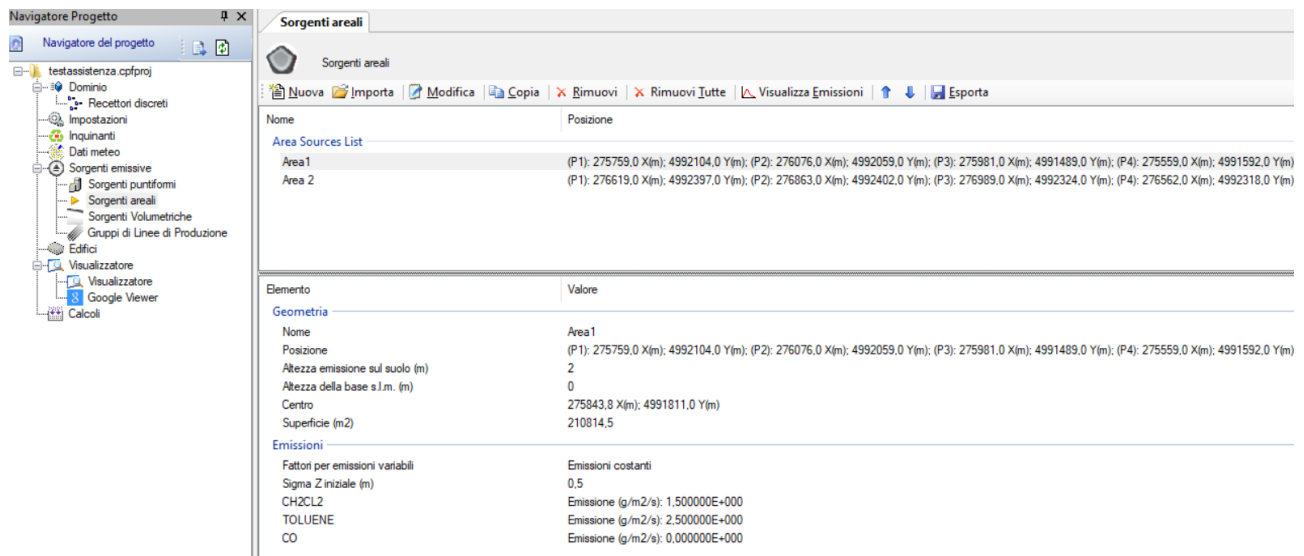 Navigatore Progetto
Navigatore del progetto
testassistenza.cpfproj
Dominio
Recettori discreti
Impostazioni
Inquinanti
Dati meteo
Sorgenti emissive
Sorgenti puntiformi
Sorgenti areali
Sorgenti Volumetriche
Gruppi di Linee di Produzione
Edifici
Visualizzatore
Visualizzatore
Google Viewer
Calcoli
Sorgenti areali
Sorgenti areali
Nuova Importa Modifica Copia Rimuovi Rimuovi Tutte Visualizza Emissioni Esporta
Nome Posizione
Area Sources List
Area1 (P1): 275759,0 X(m); 4992104,0 Y(m); (P2): 276076,0 X(m); 4992059,0 Y(m); (P3): 275981,0 X(m); 4991489,0 Y(m); (P4): 275559,0 X(m); 4991592,0 Y(m)
Area 2 (P1): 276619,0 X(m); 4992397,0 Y(m); (P2): 276863,0 X(m); 4992402,0 Y(m); (P3): 276989,0 X(m); 4992324,0 Y(m); (P4): 276562,0 X(m); 4992318,0 Y(m)
Elemento Valore
Geometria
Nome Area1
Posizione (P1): 275759,0 X(m); 4992104,0 Y(m); (P2): 276076,0 X(m); 4992059,0 Y(m); (P3): 275981,0 X(m); 4991489,0 Y(m); (P4): 275559,0 X(m); 4991592,0 Y(m)
Altezza emissione sul suolo (m) 2
Altezza della base s.l.m. (m) 0
Centro 275843,8 X(m); 4991811,0 Y(m)
Superficie (m2) 210814,5
Emissioni
Fattori per emissioni variabili Emissioni costanti
Sigma Z iniziale (m) 0,5
CH2CL2 Emissione (g/m2/s): 1,500000E+000
TOLUENE Emissione (g/m2/s): 2,500000E+000
CO Emissione (g/m2/s): 0,000000E+000